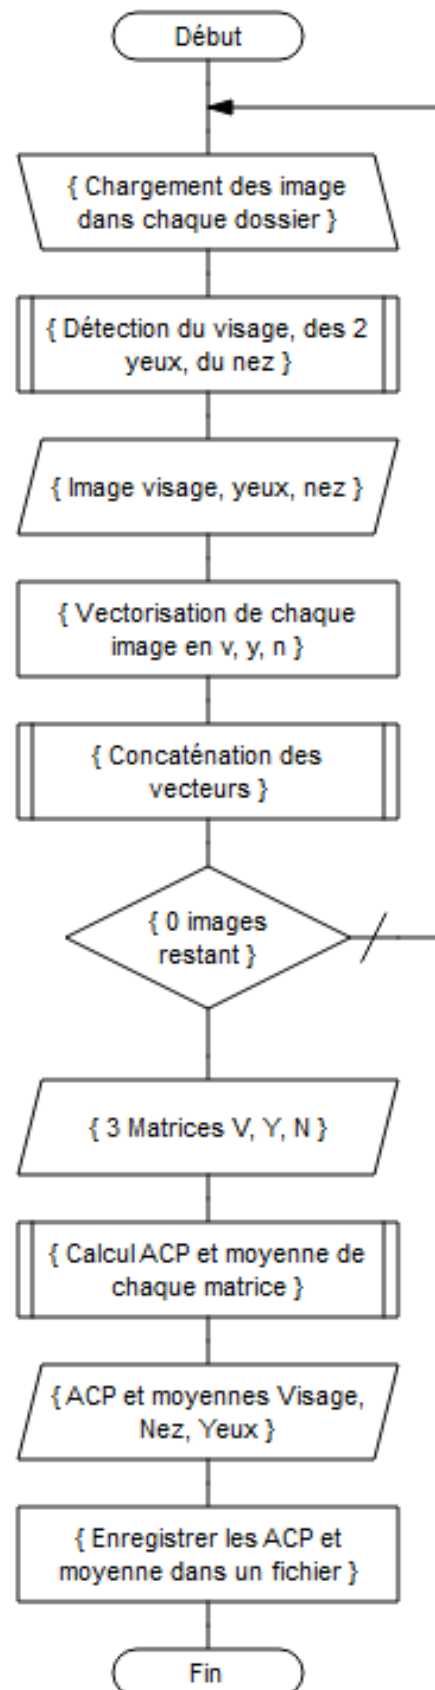 Début
{ Chargement des image
dans chaque dossier }
{ Détection du visage, des 2
yeux, du nez }
{ Image visage, yeux, nez }
{ Vectorisation de chaque
image en v, y, n }
{ Concaténation des
vecteurs }
{ 0 images
restant }
{ 3 Matrices V, Y, N }
{ Calcul ACP et moyenne de
chaque matrice }
{ ACP et moyennes Visage,
Nez, Yeux }
{ Enregistrer les ACP et
moyenne dans un fichier }
Fin